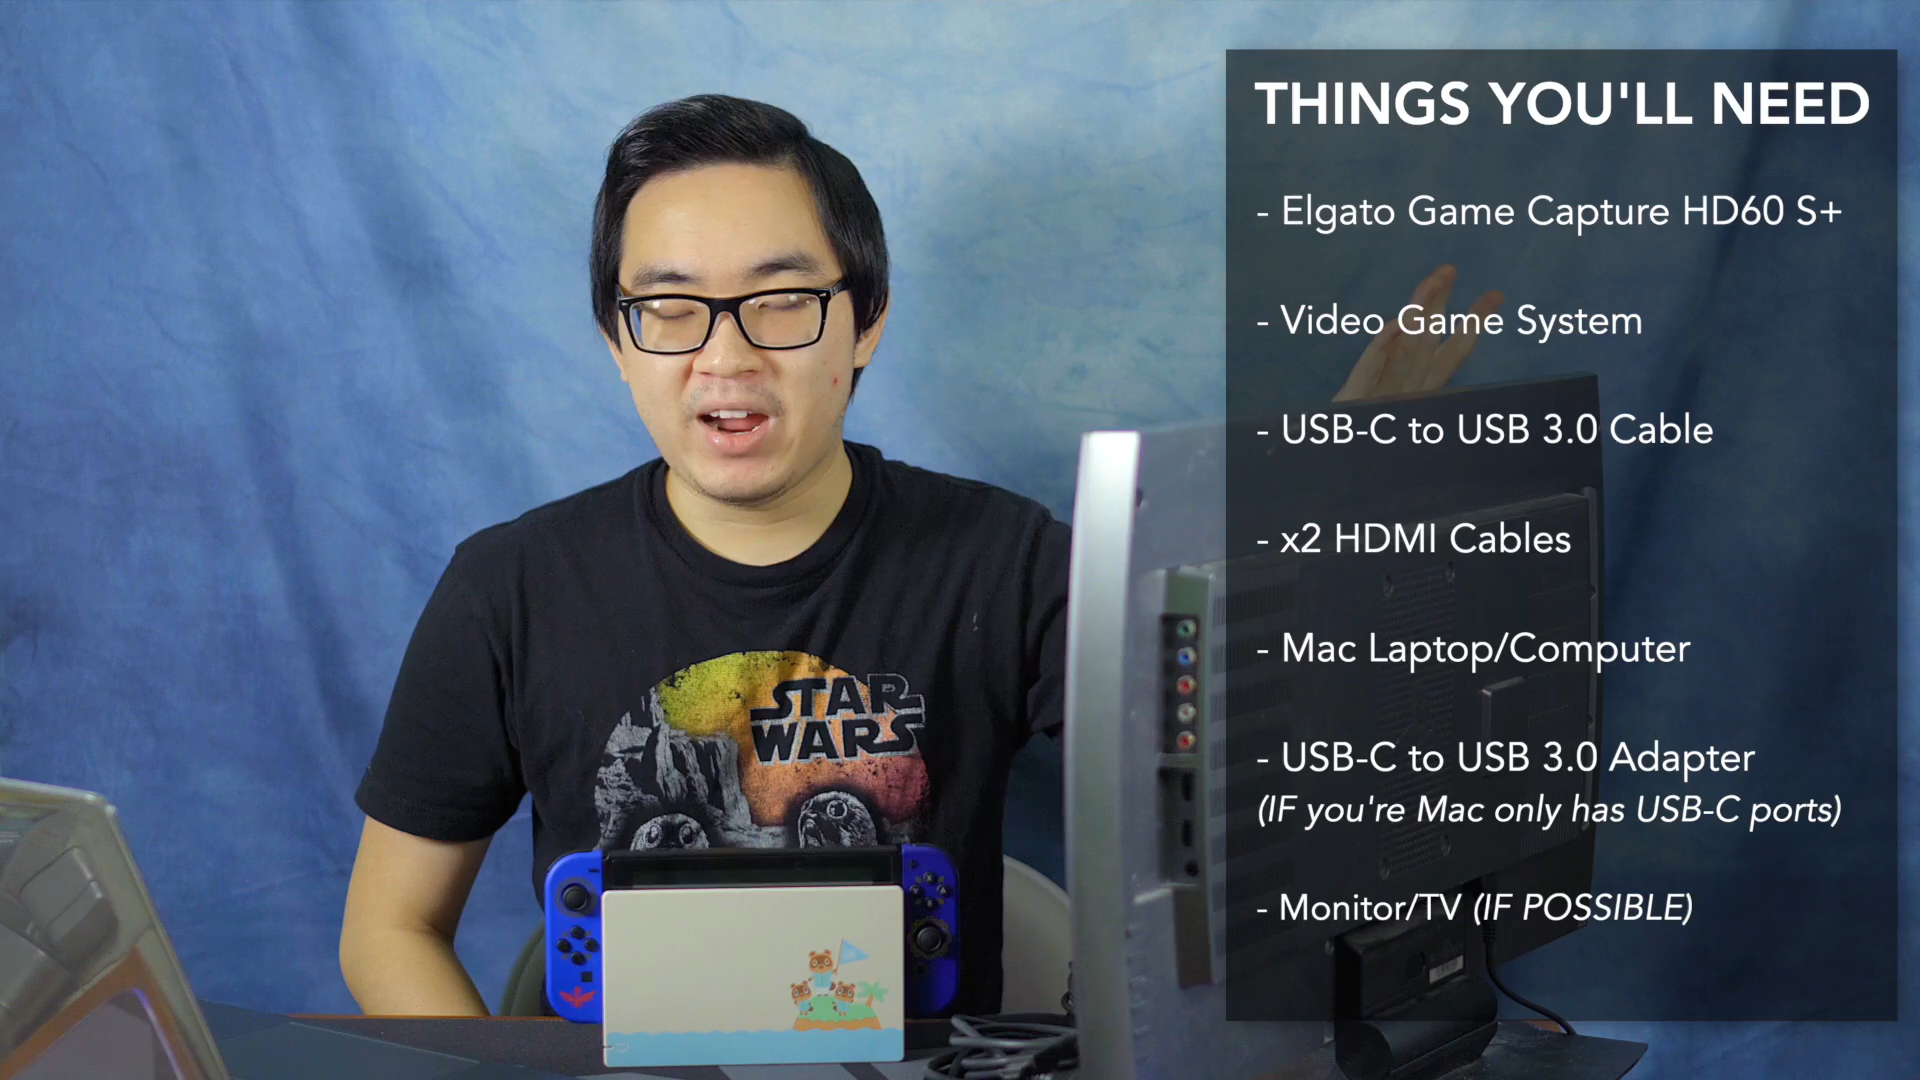 THINGS YOU'LL NEED
- Elgato Game Capture HD60 S+
- Video Game System
- USB-C to USB 3.0 Cable
- x2 HDMI Cables
- Mac Laptop/Computer
- USB-C to USB 3.0 Adapter
(IF you're Mac only has USB-C ports)
- Monitor/TV (IF POSSIBLE)
STAR
WARS